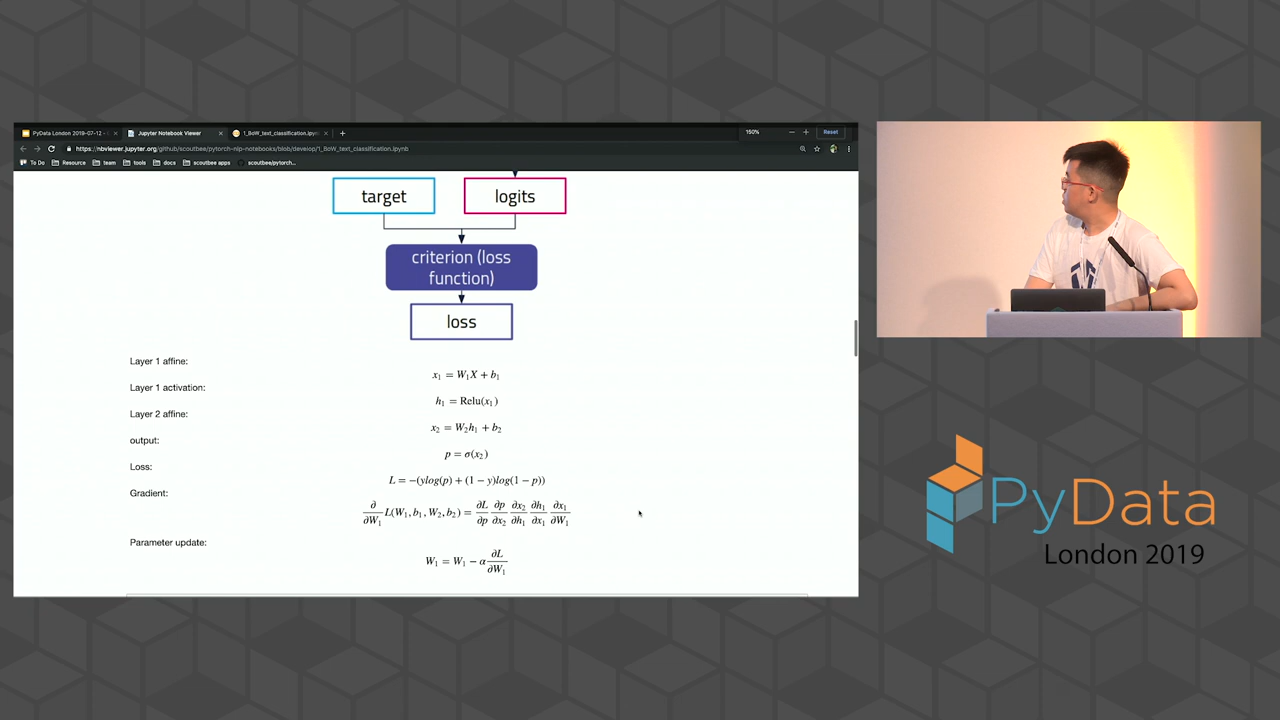 PyData London 2019-07-12 -
Jupyter Notebook Viewer
1_BoW_text_classification.ipyn
150%
Reset
https://nbviewer.jupyter.org/github/scoutbee/pytorch-nlp-notebooks/blob/develop/1_BoW_text_classification.ipynb
To Do
Resource
team
tools
docs
scoutbee apps
scoutbee/pytorch...
target
logits
criterion (loss
function)
loss
Layer 1 affine:
x₁ = W₁X + b₁
Layer 1 activation:
h₁ = Relu(x₁)
Layer 2 affine:
x₂ = W₂h₁ + b₂
output:
p = σ(x₂)
Loss:
L = −(ylog(p) + (1 − y)log(1 − p))
Gradient:
∂/∂W₁ L(W₁, b₁, W₂, b₂) = ∂L/∂p ∂p/∂x₂ ∂x₂/∂h₁ ∂h₁/∂x₁ ∂x₁/∂W₁
Parameter update:
W₁ = W₁ − α ∂L/∂W₁
PyData
London 2019